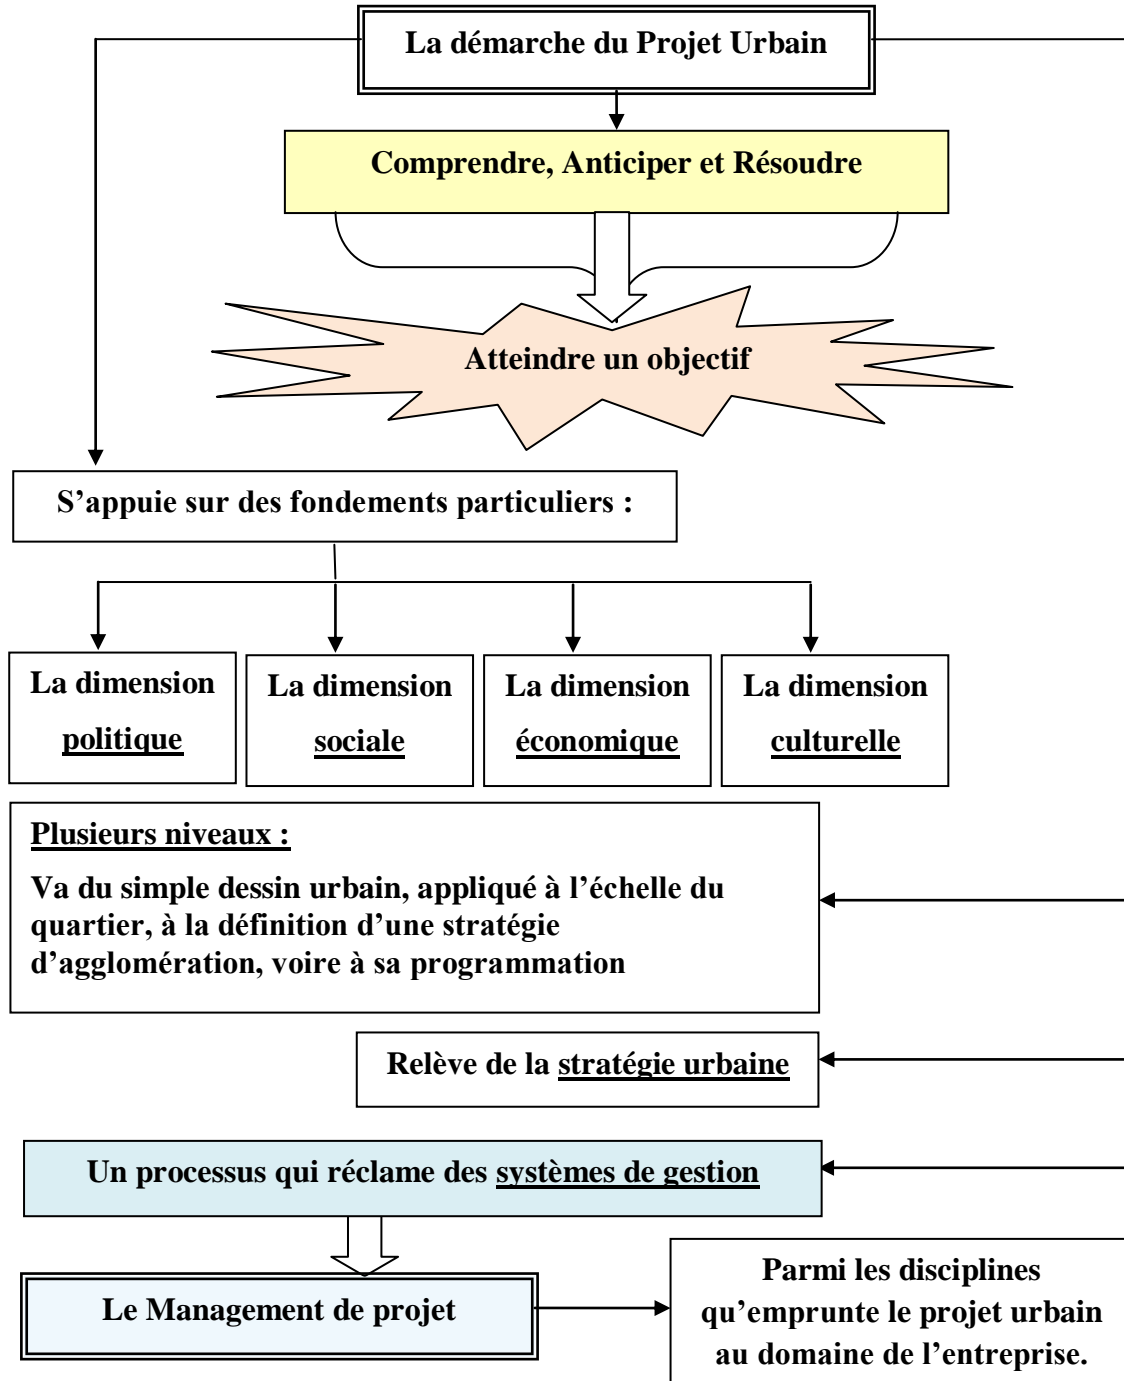 La démarche du Projet Urbain
Comprendre, Anticiper et Résoudre
Atteindre un objectif
S’appuie sur des fondements particuliers :
La dimension
politique
La dimension
sociale
La dimension
économique
La dimension
culturelle
Plusieurs niveaux :
Va du simple dessin urbain, appliqué à l’échelle du
quartier, à la définition d’une stratégie
d’agglomération, voire à sa programmation
Relève de la stratégie urbaine
Un processus qui réclame des systèmes de gestion
Le Management de projet
Parmi les disciplines
qu’emprunte le projet urbain
au domaine de l’entreprise.